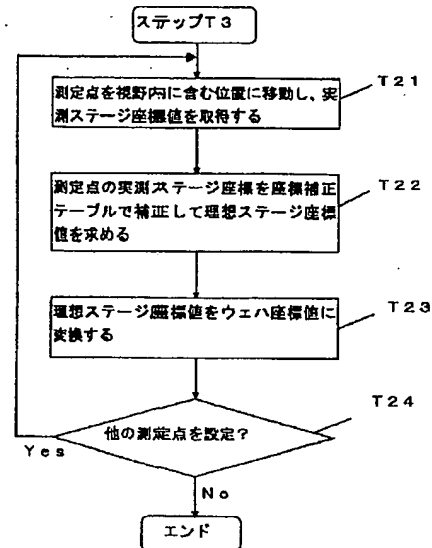 ステップT3
測定点を視野内に含む位置に移動し、実
測ステージ座標値を取得する
T21
測定点の実測ステージ座標を座標補正
テーブルで補正して理想ステージ座標
値を求める
T22
理想ステージ座標値をウェハ座標値に
変換する
T23
他の測定点を設定?
T24
Yes
No
エンド